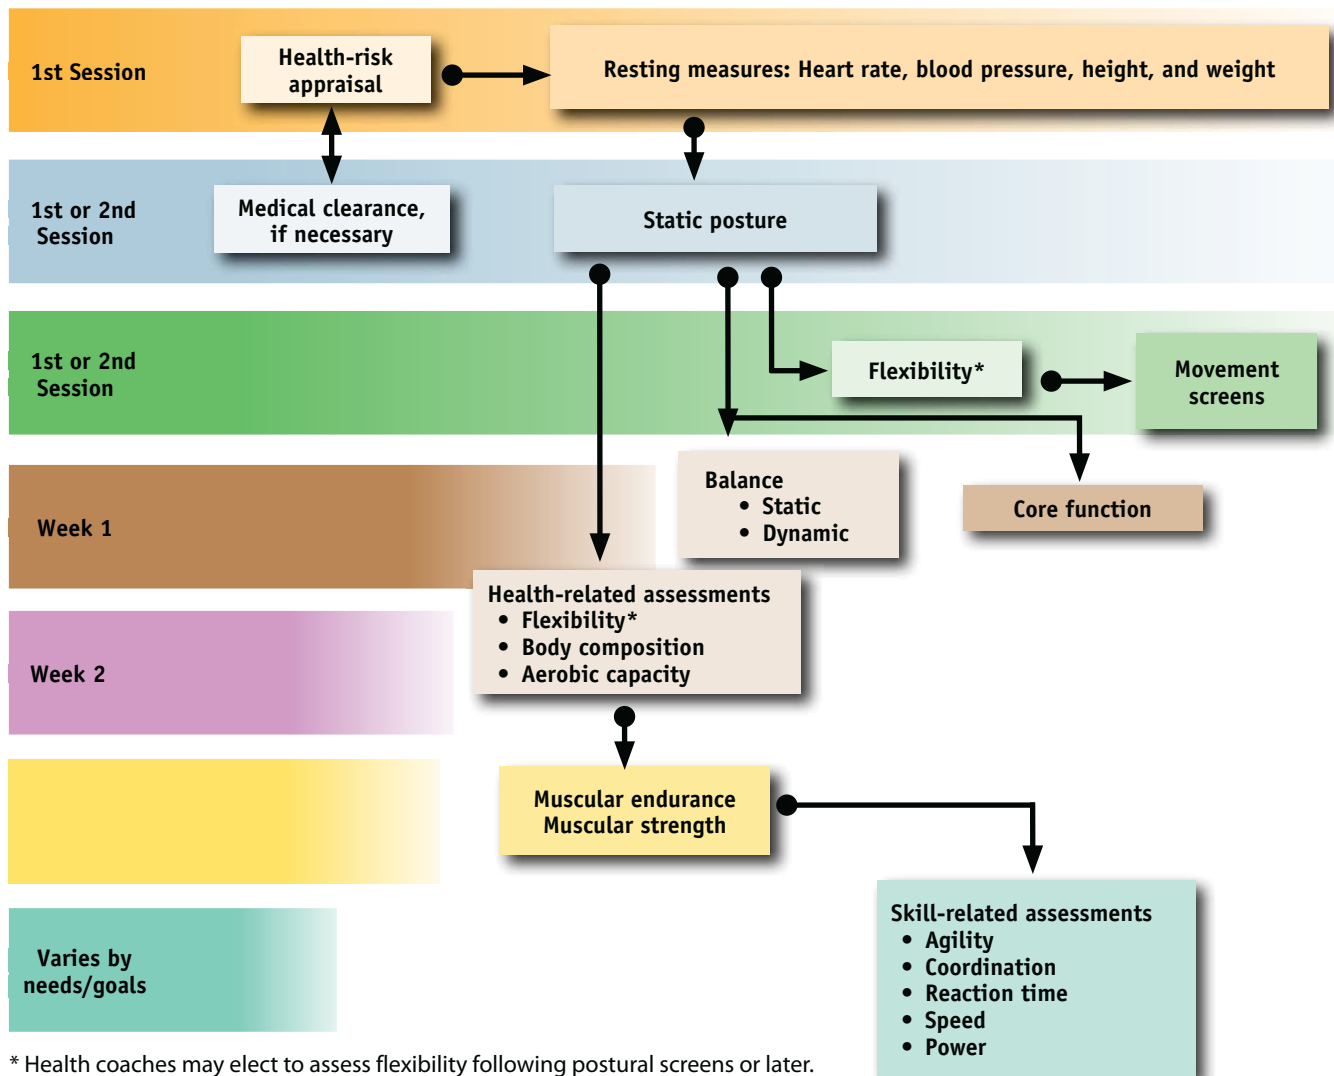 1st Session
Health-risk
appraisal
Resting measures: Heart rate, blood pressure, height, and weight
1st or 2nd
Session
Medical clearance,
if necessary
Static posture
1st or 2nd
Session
Flexibility*
Movement
screens
Week 1
Balance
• Static
• Dynamic
Core function
Health-related assessments
• Flexibility*
• Body composition
• Aerobic capacity
Week 2
Muscular endurance
Muscular strength
Varies by
needs/goals
Skill-related assessments
• Agility
• Coordination
• Reaction time
• Speed
• Power
* Health coaches may elect to assess flexibility following postural screens or later.